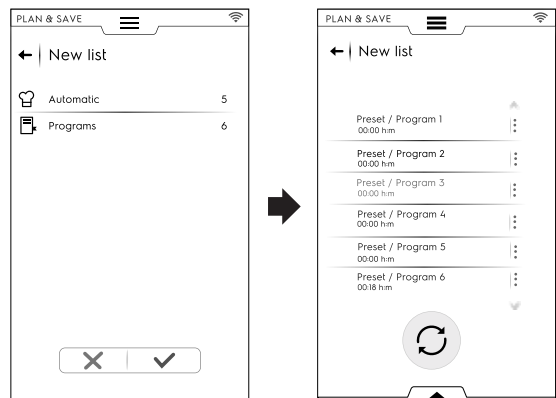 PLAN & SAVE
New list
Automatic 5
Programs 6
PLAN & SAVE
New list
Preset / Program 1
00:00 h:m
Preset / Program 2
00:00 h:m
Preset / Program 3
00:00 h:m
Preset / Program 4
00:00 h:m
Preset / Program 5
00:00 h:m
Preset / Program 6
00:18 h:m